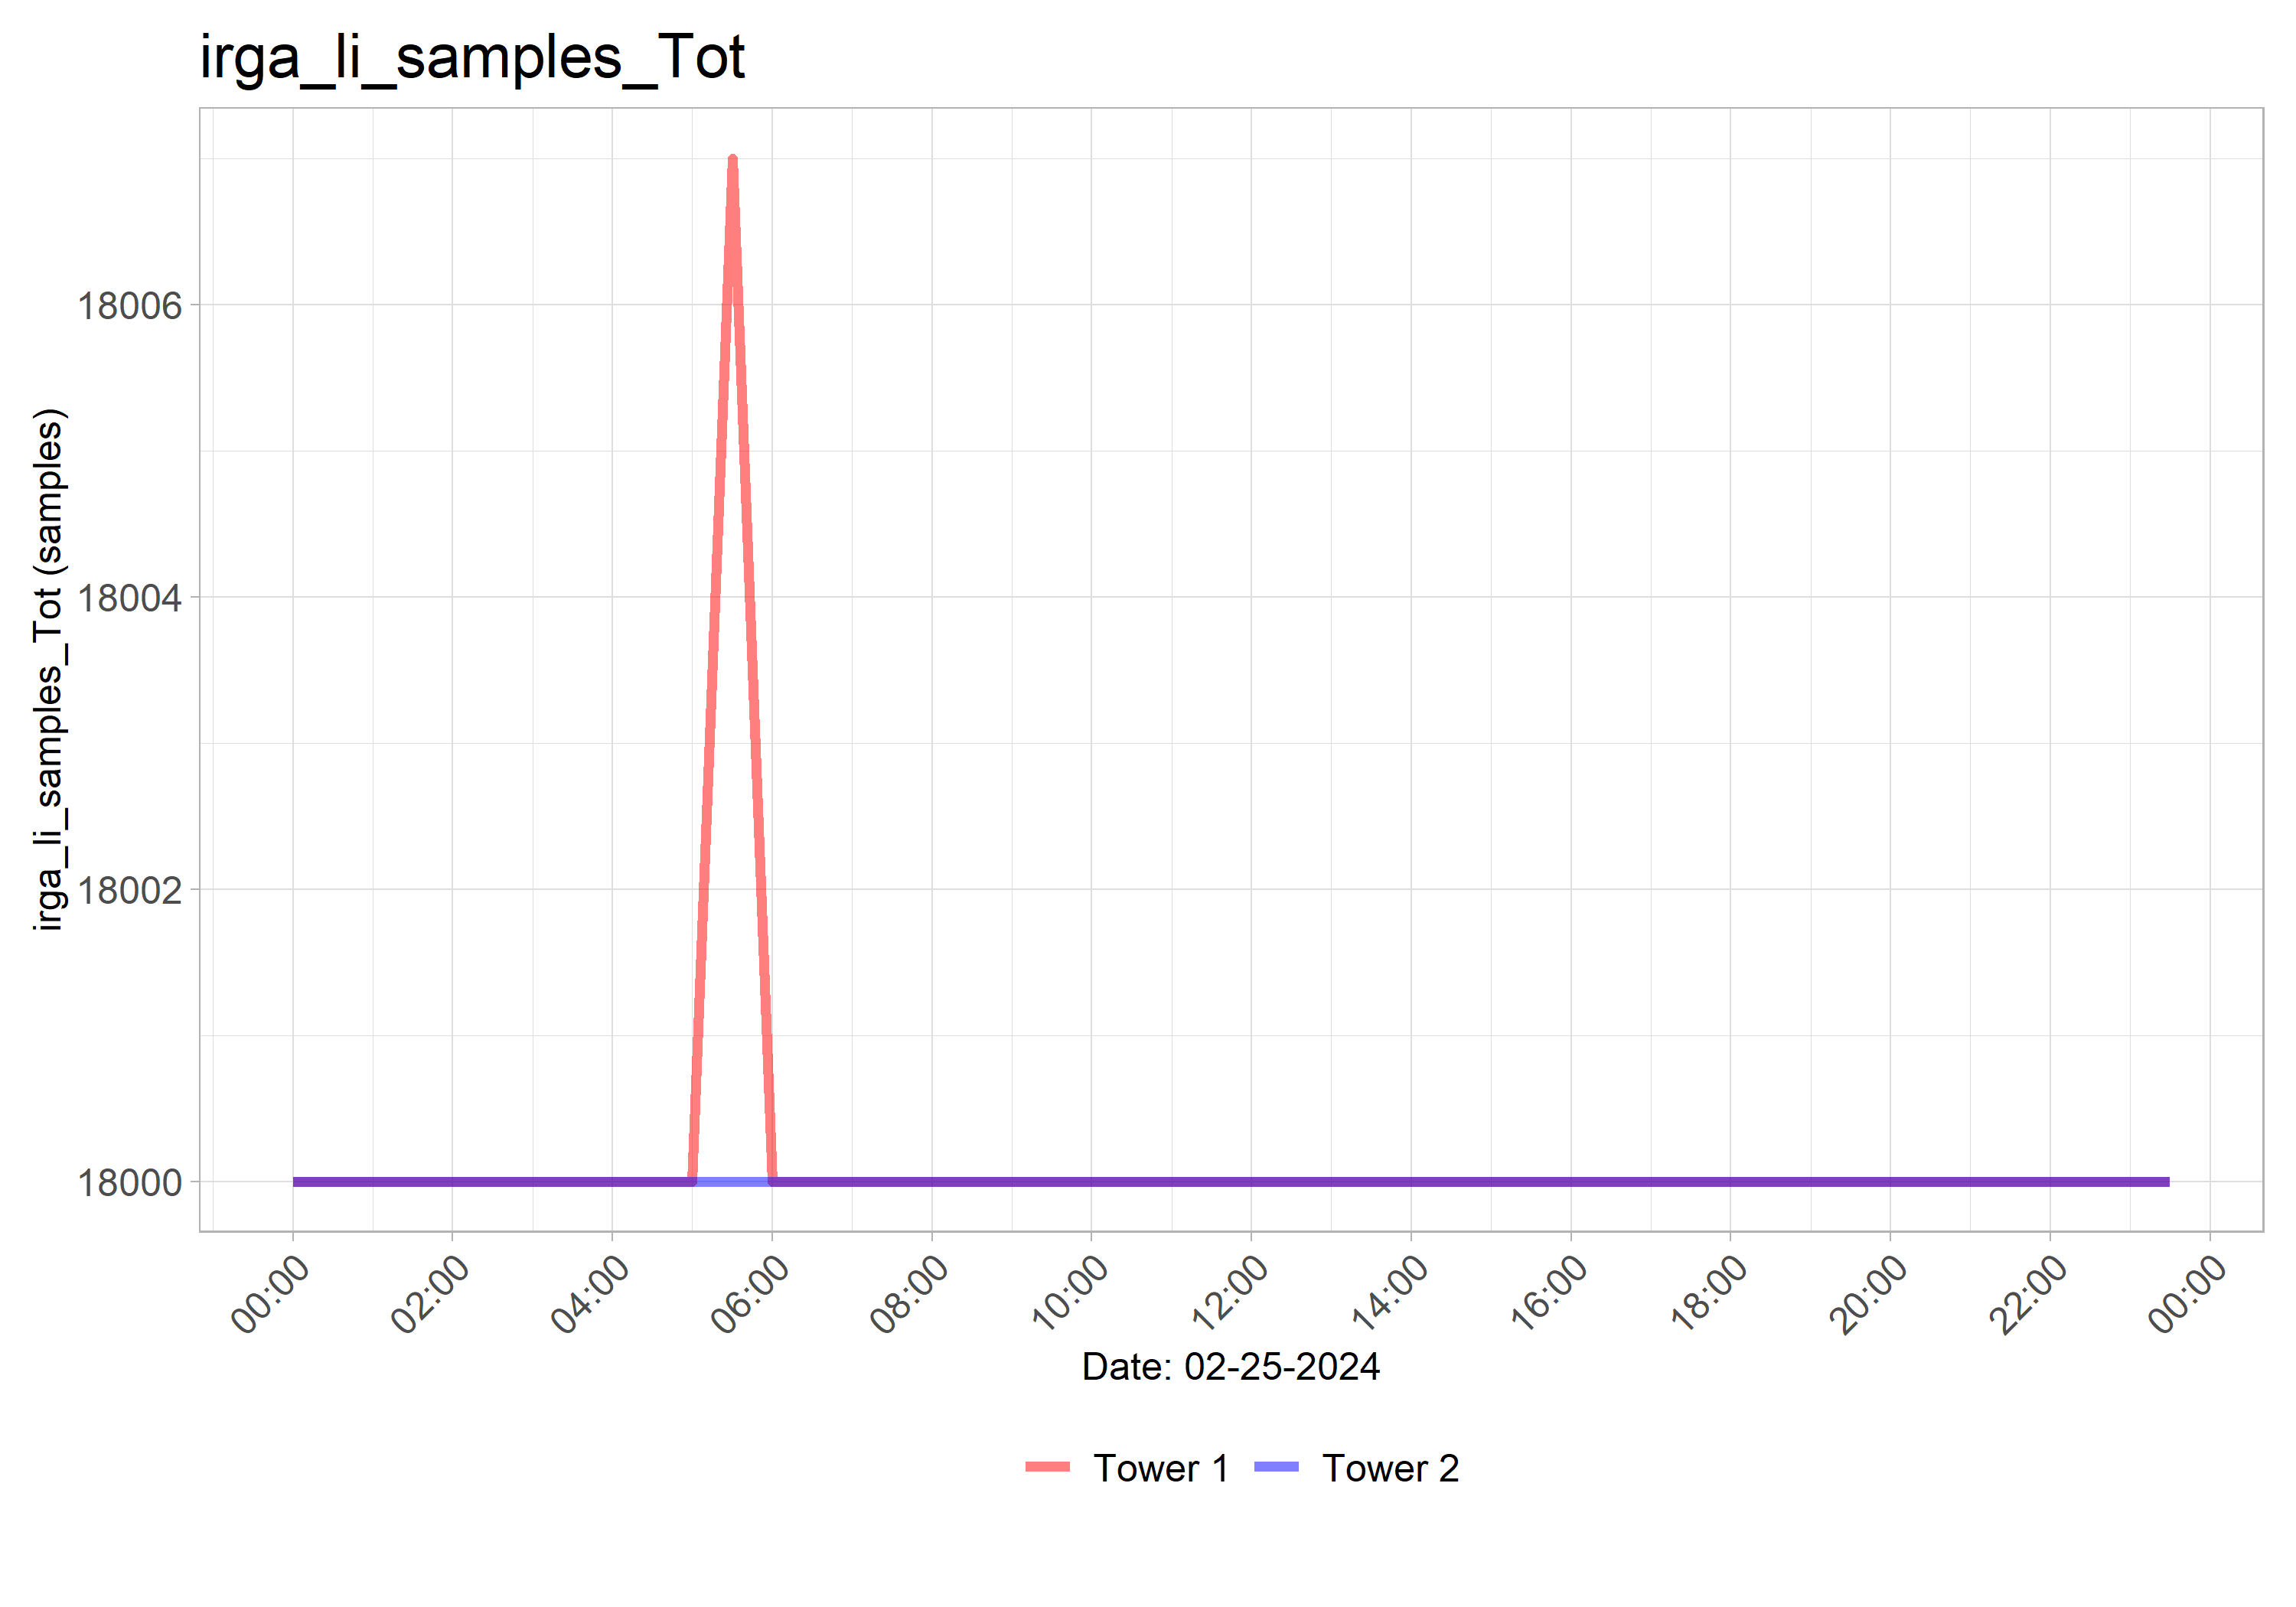 irga_li_samples_Tot
irga_li_samples_Tot (samples)
18006
18004
18002
18000
00:00 02:00 04:00 06:00 08:00 10:00 12:00 14:00 16:00 18:00 20:00 22:00 00:00
Date: 02-25-2024
Tower 1 Tower 2